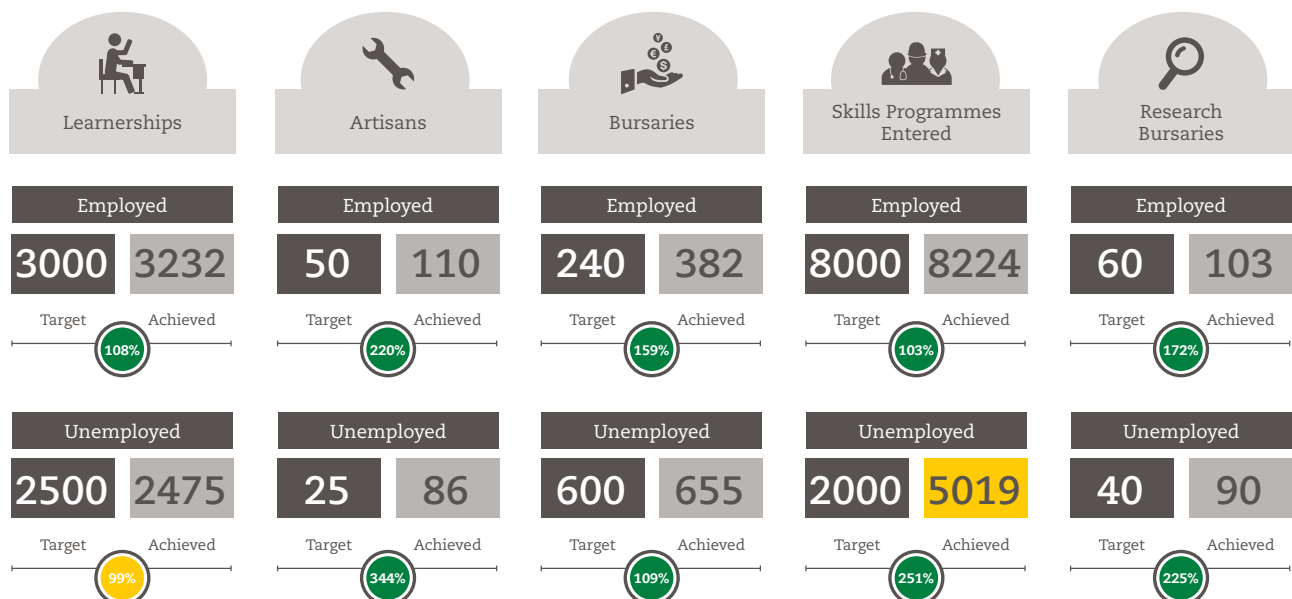 Learnerships
Artisans
Bursaries
Skills Programmes
Entered
Research
Bursaries
¥
€
£
$
Employed
Employed
Employed
Employed
Employed
3000 3232
50 110
240 382
8000 8224
60 103
Target Achieved
Target Achieved
Target Achieved
Target Achieved
Target Achieved
108%
220%
159%
103%
172%
Unemployed
Unemployed
Unemployed
Unemployed
Unemployed
2500 2475
25 86
600 655
2000 5019
40 90
Target Achieved
Target Achieved
Target Achieved
Target Achieved
Target Achieved
99%
344%
109%
251%
225%